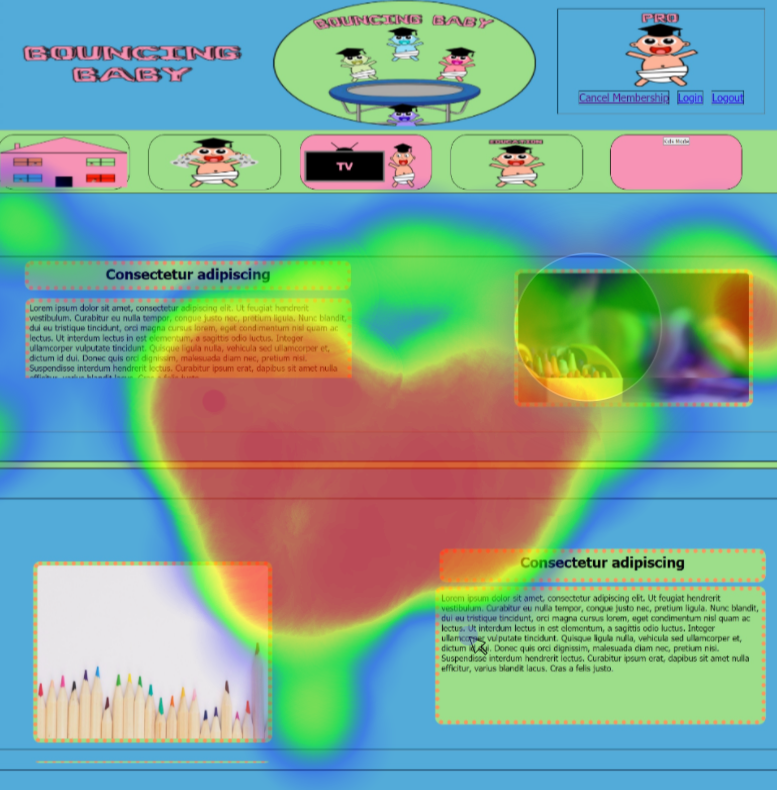 BOUNCING
BABY
BOUNCING BABY
PRO
Cancel Membership Login Logout
TV
EDUCATION
Kids Mode
Consectetur adipiscing
Lorem ipsum dolor sit amet, consectetur adipiscing elit. Ut feugiat hendrerit
vestibulum. Curabitur eu nulla tempor, congue justo nec, pretium ligula. Nunc blandit,
dui eu tristique tincidunt, orci magna cursus lorem, eget condimentum nisl quam ac
lectus. Ut interdum lectus in est elementum, a sagittis odio luctus. Integer
ullamcorper vulputate tincidunt. Quisque ligula nulla, vehicula sed ullamcorper et,
dictum id dui. Donec quis orci dignissim, malesuada diam nec, pretium nisl.
Suspendisse interdum hendrerit lectus. Curabitur ipsum erat, dapibus sit amet nulla
efficitur, varius blandit lacus. Cras a felis justo.
Consectetur adipiscing
Lorem ipsum dolor sit amet, consectetur adipiscing elit. Ut feugiat hendrerit
vestibulum. Curabitur eu nulla tempor, congue justo nec, pretium ligula. Nunc blandit,
dui eu tristique tincidunt, orci magna cursus lorem, eget condimentum nisl quam ac
lectus. Ut interdum lectus in est elementum, a sagittis odio luctus. Integer
ullamcorper vulputate tincidunt. Quisque ligula nulla, vehicula sed ullamcorper et,
dictum dui. Donec quis orci dignissim, malesuada diam nec, pretium nisl.
Suspendisse interdum hendrerit lectus. Curabitur ipsum erat, dapibus sit amet nulla
efficitur, varius blandit lacus. Cras a felis justo.